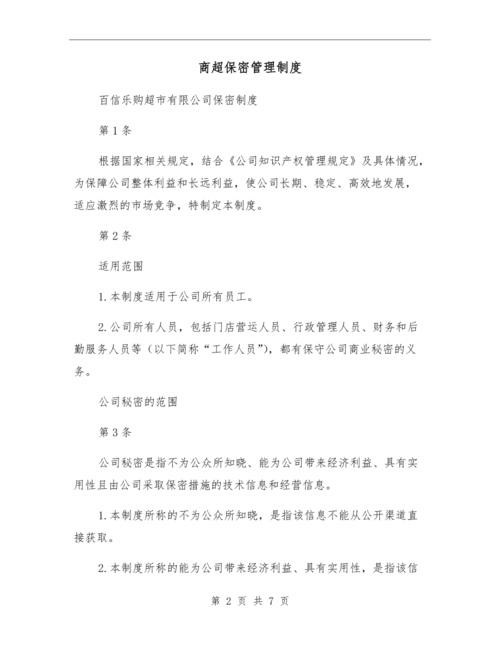 商超保密管理制度
百信乐购超市有限公司保密制度
第1条
根据国家相关规定，结合《公司知识产权管理规定》及具体情况，
为保障公司整体利益和长远利益，使公司长期、稳定、高效地发展，
适应激烈的市场竞争，特制定本制度。
第2条
适用范围
1.本制度适用于公司所有员工。
2.公司所有人员，包括门店营运人员、行政管理人员、财务和后
勤服务人员等（以下简称“工作人员”），都有保守公司商业秘密的义
务。
公司秘密的范围
第3条
公司秘密是指不为公众所知晓、能为公司带来经济利益、具有实
用性且由公司采取保密措施的技术信息和经营信息。
1.本制度所称的不为公众所知晓，是指该信息不能从公开渠道直
接获取。
2.本制度所称的能为公司带来经济利益、具有实用性，是指该信
第 2 页 共 7 页